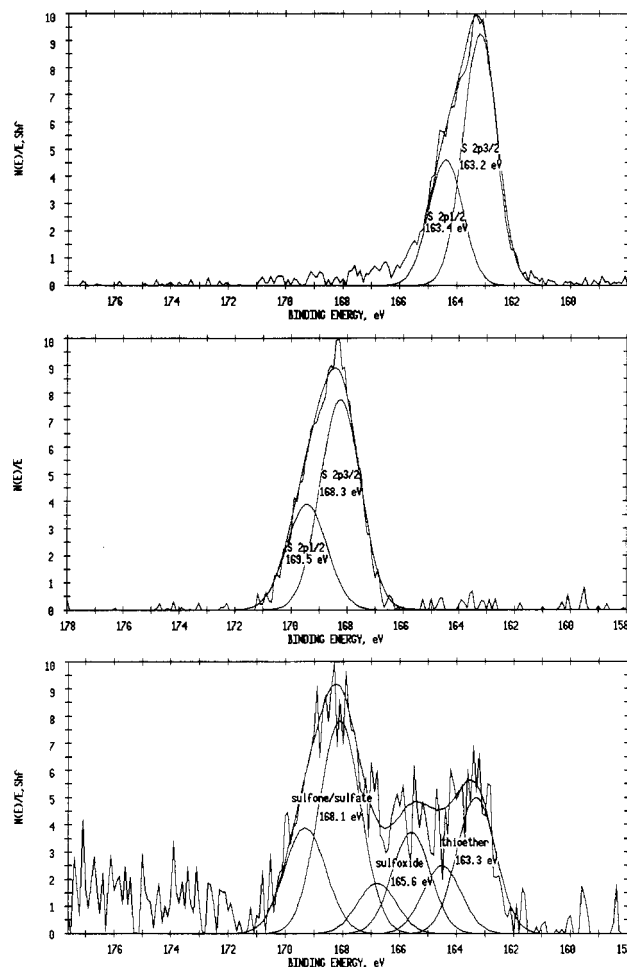 10
9
8
7
6
5
4
3
2
1
0
N(E)/E,Shf
S 2p3/2
163.2 eV
S 2p1/2
163.4 eV
176 174 172 170 168 166 164 162 160
BINDING ENERGY, eV
10
9
8
7
6
5
4
3
2
1
0
N(E)/E
S 2p3/2
168.3 eV
S 2p1/2
169.5 eV
178 176 174 172 170 168 166 164 162 160 158
BINDING ENERGY, eV
10
9
8
7
6
5
4
3
2
1
0
N(E)/E,Shf
sulfone/sulfate
168.1 eV
sulfoxide
165.6 eV
thioether
163.3 eV
176 174 172 170 168 166 164 162 160
BINDING ENERGY, eV